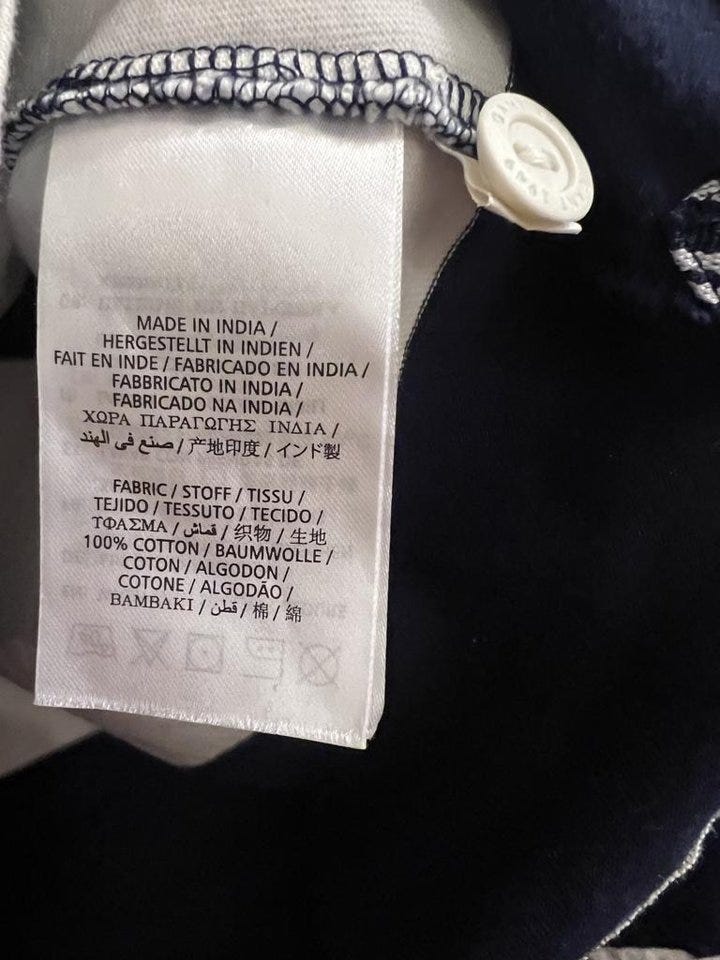 MADE IN INDIA /
HERGESTELLT IN INDIEN /
FAIT EN INDE / FABRICADO EN INDIA /
FABBRICATO IN INDIA /
FABRICADO NA INDIA /
ΧΩΡΑ ΠΑΡΑΓΩΓΗΣ ΙΝΔΙΑ /
صنع في الهند / 产地印度 / インド製
FABRIC / STOFF / TISSU /
TEJIDO / TESSUTO / TECIDO /
ΤΦΑΣΜΑ / قماش / 织物 / 生地
100% COTTON / BAUMWOLLE /
COTON / ALGODON /
COTONE / ALGODÃO /
ΒΑΜΒΑΚΙ / قطن / 棉 / 綿